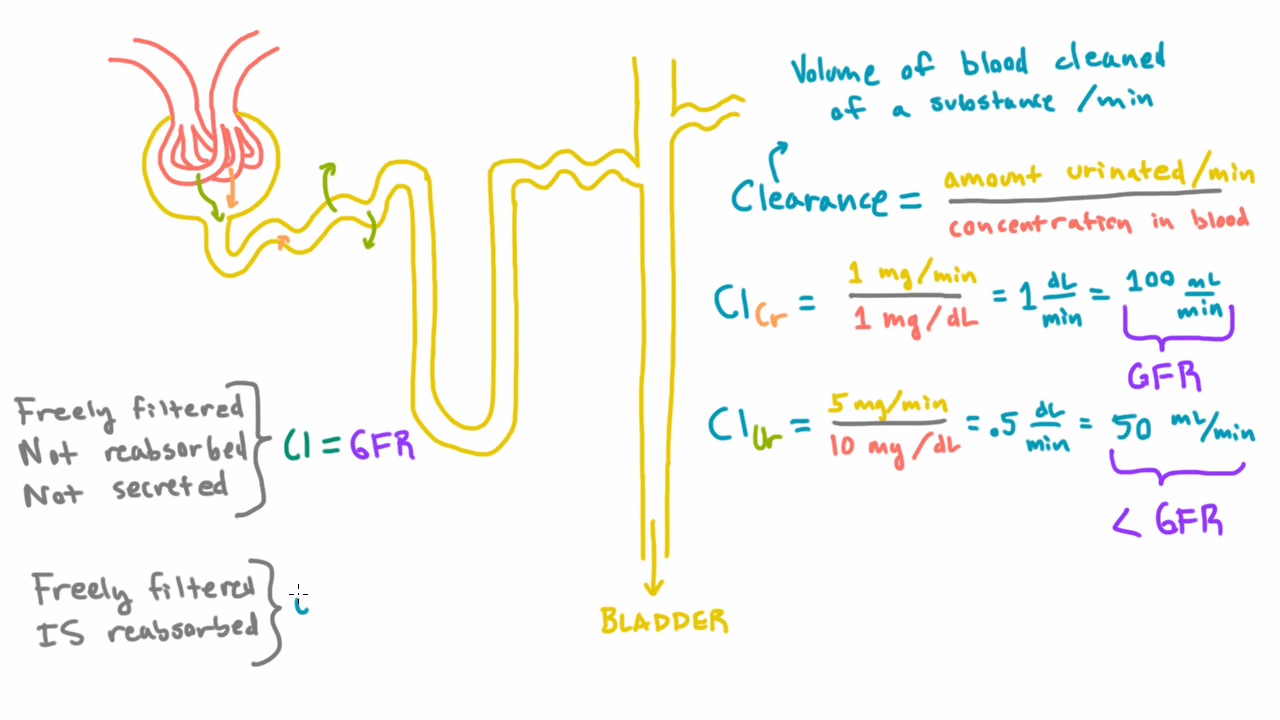 Volume of blood cleaned
of a substance /min
Clearance = amount urinated/min
concentration in blood
Cl Cr = 1 mg/min
1 mg/dL
= 1 dL
min
= 100 mL
min
GFR
Cl Ur = 5 mg/min
10 mg/dL
= .5 dL
min
= 50 mL/min
< GFR
Freely filtered
Not reabsorbed
Not secreted
Cl = GFR
Freely filtered
IS reabsorbed
BLADDER